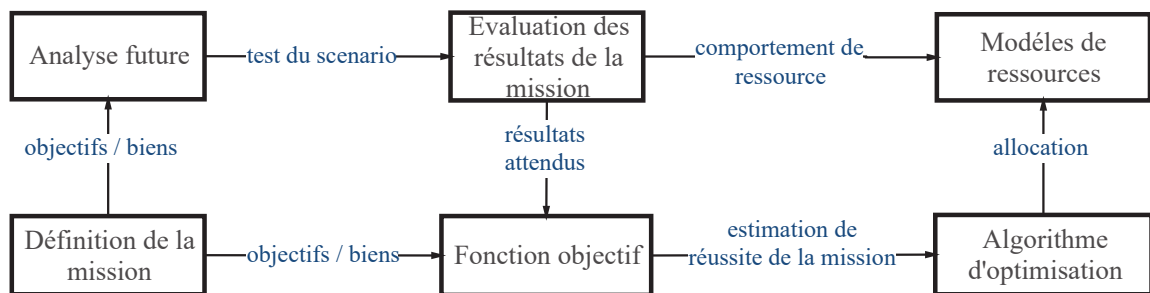 Analyse future
test du scenario
Evaluation des
résultats de la
mission
comportement de
ressource
Modéles de
ressources
objectifs / biens
résultats
attendus
allocation
Définition de la
mission
objectifs / biens
Fonction objectif
estimation de
réussite de la mission
Algorithme
d'optimisation